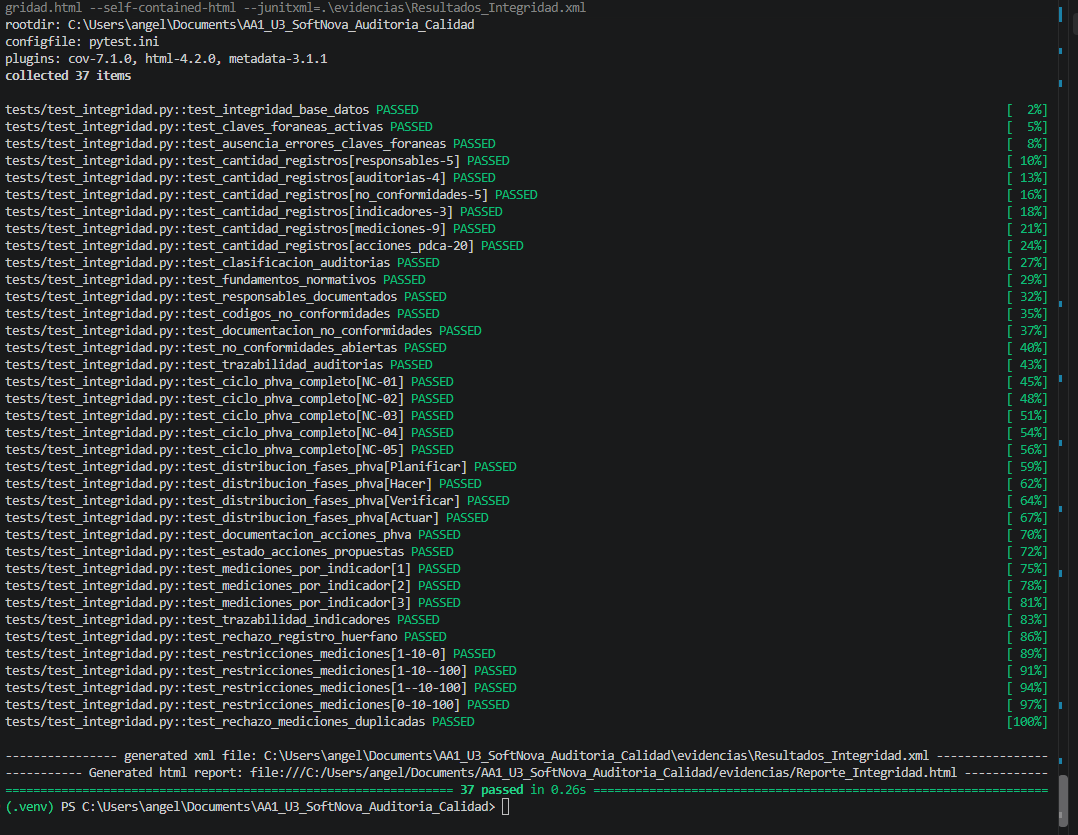 gridad.html --self-contained-html --junitxml=.\evidencias\Resultados_Integridad.xml
rootdir: C:\Users\angel\Documents\AA1_U3_SoftNova_Auditoria_Calidad
configfile: pytest.ini
plugins: cov-7.1.0, html-4.2.0, metadata-3.1.1
collected 37 items
tests/test_integridad.py::test_integridad_base_datos PASSED [  2%]
tests/test_integridad.py::test_claves_foraneas_activas PASSED [  5%]
tests/test_integridad.py::test_ausencia_errores_claves_foraneas PASSED [  8%]
tests/test_integridad.py::test_cantidad_registros[responsables-5] PASSED [ 10%]
tests/test_integridad.py::test_cantidad_registros[auditorias-4] PASSED [ 13%]
tests/test_integridad.py::test_cantidad_registros[no_conformidades-5] PASSED [ 16%]
tests/test_integridad.py::test_cantidad_registros[indicadores-3] PASSED [ 18%]
tests/test_integridad.py::test_cantidad_registros[mediciones-9] PASSED [ 21%]
tests/test_integridad.py::test_cantidad_registros[acciones_pdca-20] PASSED [ 24%]
tests/test_integridad.py::test_clasificacion_auditorias PASSED [ 27%]
tests/test_integridad.py::test_fundamentos_normativos PASSED [ 29%]
tests/test_integridad.py::test_responsables_documentados PASSED [ 32%]
tests/test_integridad.py::test_codigos_no_conformidades PASSED [ 35%]
tests/test_integridad.py::test_documentacion_no_conformidades PASSED [ 37%]
tests/test_integridad.py::test_no_conformidades_abiertas PASSED [ 40%]
tests/test_integridad.py::test_trazabilidad_auditorias PASSED [ 43%]
tests/test_integridad.py::test_ciclo_phva_completo[NC-01] PASSED [ 45%]
tests/test_integridad.py::test_ciclo_phva_completo[NC-02] PASSED [ 48%]
tests/test_integridad.py::test_ciclo_phva_completo[NC-03] PASSED [ 51%]
tests/test_integridad.py::test_ciclo_phva_completo[NC-04] PASSED [ 54%]
tests/test_integridad.py::test_ciclo_phva_completo[NC-05] PASSED [ 56%]
tests/test_integridad.py::test_distribucion_fases_phva[Planificar] PASSED [ 59%]
tests/test_integridad.py::test_distribucion_fases_phva[Hacer] PASSED [ 62%]
tests/test_integridad.py::test_distribucion_fases_phva[Verificar] PASSED [ 64%]
tests/test_integridad.py::test_distribucion_fases_phva[Actuar] PASSED [ 67%]
tests/test_integridad.py::test_documentacion_acciones_phva PASSED [ 70%]
tests/test_integridad.py::test_estado_acciones_propuestas PASSED [ 72%]
tests/test_integridad.py::test_mediciones_por_indicador[1] PASSED [ 75%]
tests/test_integridad.py::test_mediciones_por_indicador[2] PASSED [ 78%]
tests/test_integridad.py::test_mediciones_por_indicador[3] PASSED [ 81%]
tests/test_integridad.py::test_trazabilidad_indicadores PASSED [ 83%]
tests/test_integridad.py::test_rechazo_registro_huerfano PASSED [ 86%]
tests/test_integridad.py::test_restricciones_mediciones[1-10-0] PASSED [ 89%]
tests/test_integridad.py::test_restricciones_mediciones[1-10--100] PASSED [ 91%]
tests/test_integridad.py::test_restricciones_mediciones[1--10-100] PASSED [ 94%]
tests/test_integridad.py::test_restricciones_mediciones[0-10-100] PASSED [ 97%]
tests/test_integridad.py::test_rechazo_mediciones_duplicadas PASSED [100%]
---------------- generated xml file: C:\Users\angel\Documents\AA1_U3_SoftNova_Auditoria_Calidad\evidencias\Resultados_Integridad.xml ----------------
----------- Generated html report: file:///C:/Users/angel/Documents/AA1_U3_SoftNova_Auditoria_Calidad/evidencias/Reporte_Integridad.html ------------
================================================================ 37 passed in 0.26s =================================================================
(.venv) PS C:\Users\angel\Documents\AA1_U3_SoftNova_Auditoria_Calidad>